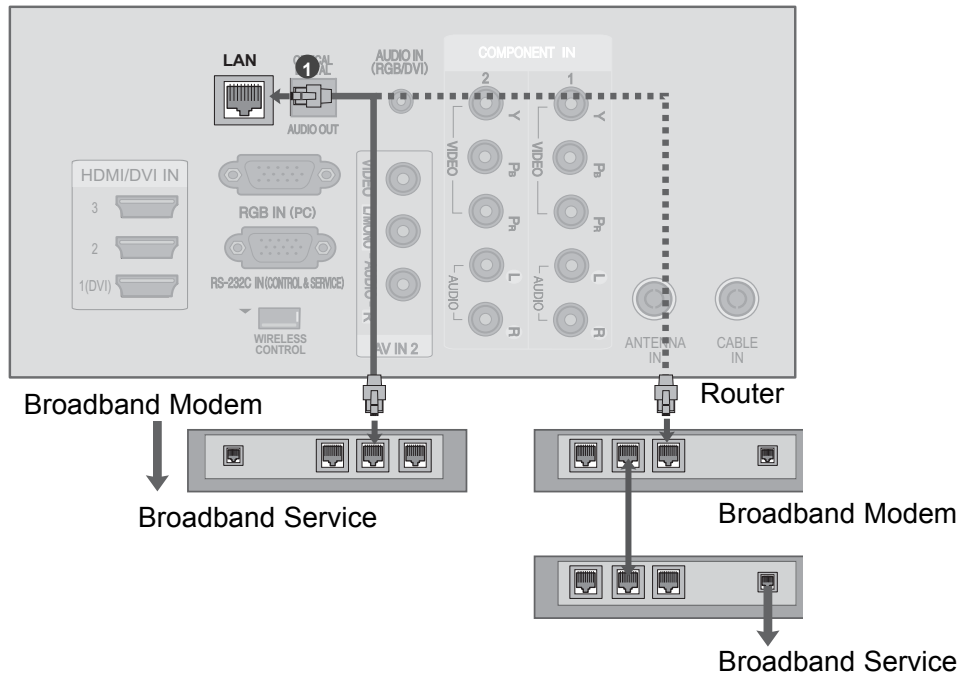 LAN
1
AUDIO OUT
AUDIO IN
(RGB/DVI)
COMPONENT IN
2
1
Y
PB
PR
VIDEO
L
R
AUDIO
Y
PB
PR
VIDEO
L
R
AUDIO
HDMI/DVI IN
3
2
1(DVI)
RGB IN (PC)
RS-232C IN (CONTROL & SERVICE)
WIRELESS
CONTROL
VIDEO
L/MONO
AUDIO
R
AV IN 2
ANTENNA
IN
CABLE
IN
Broadband Modem
Router
Broadband Service
Broadband Modem
Broadband Service